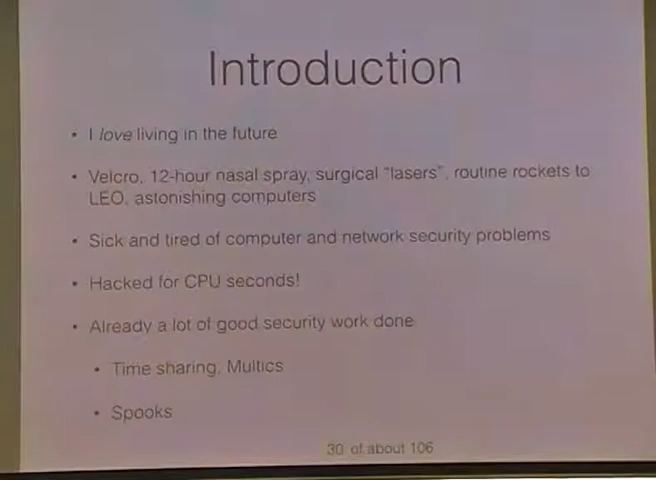 Introduction
• I love living in the future
• Velcro, 12-hour nasal spray, surgical "lasers", routine rockets to
LEO, astonishing computers
• Sick and tired of computer and network security problems
• Hacked for CPU seconds!
• Already a lot of good security work done
• Time sharing, Multics
• Spooks
30 of about 106